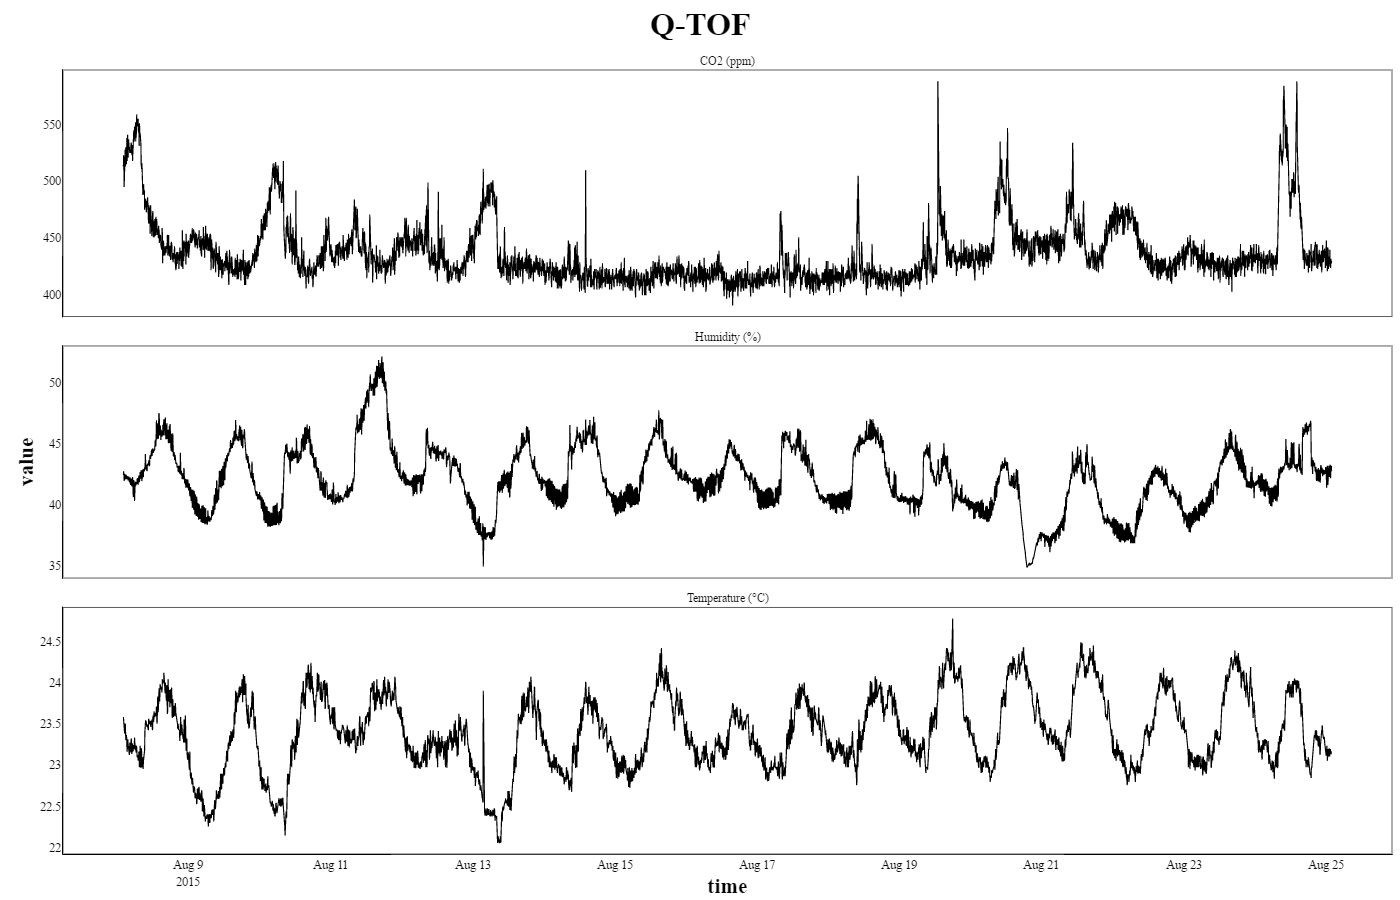 Q-TOF
CO2 (ppm)
550
500
450
400
Humidity (%)
50
45
40
35
value
Temperature (°C)
24.5
24
23.5
23
22.5
22
Aug 9 Aug 11 Aug 13 Aug 15 Aug 17 Aug 19 Aug 21 Aug 23 Aug 25
2015
time